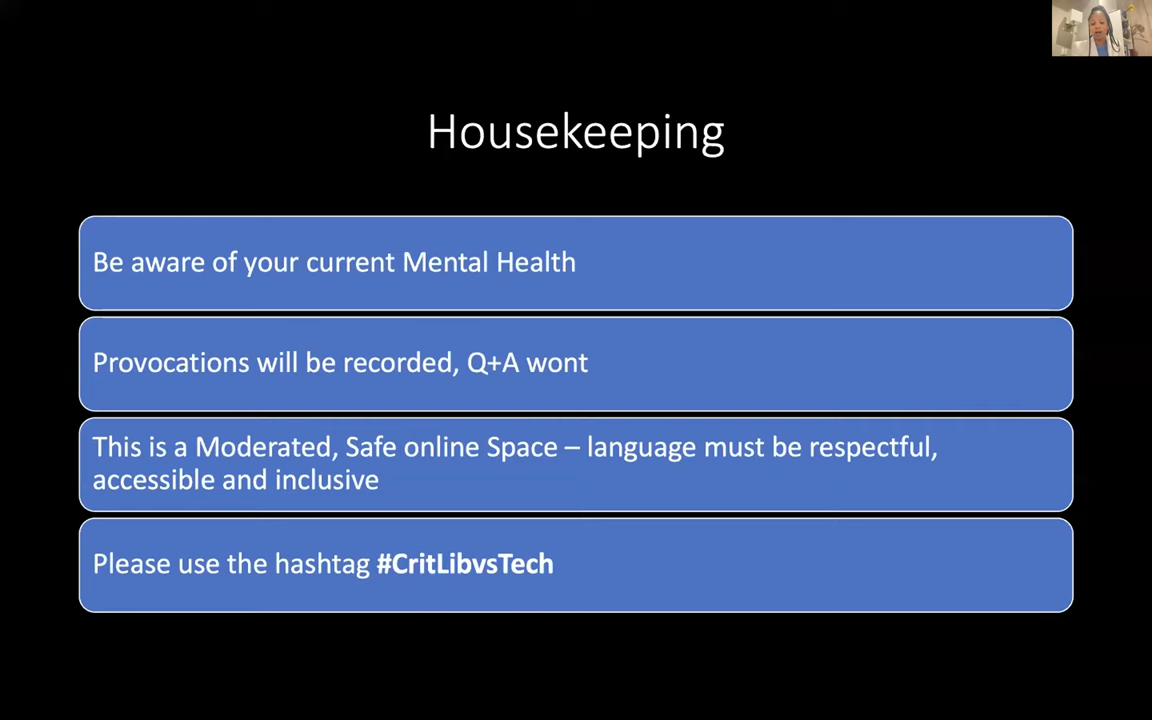 Housekeeping
Be aware of your current Mental Health
Provocations will be recorded, Q+A wont
This is a Moderated, Safe online Space – language must be respectful,
accessible and inclusive
Please use the hashtag #CritLibvsTech